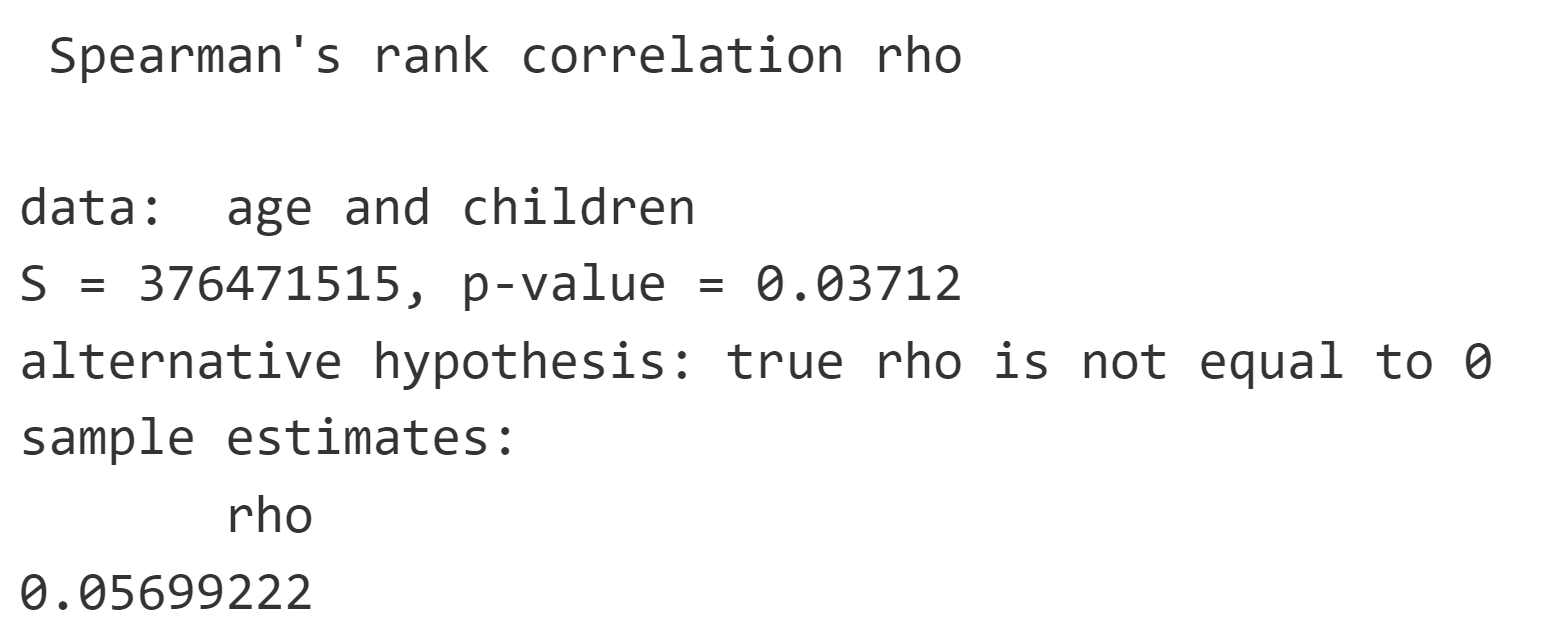 Spearman's rank correlation rho
data:  age and children
S = 376471515, p-value = 0.03712
alternative hypothesis: true rho is not equal to 0
sample estimates:
rho
0.05699222